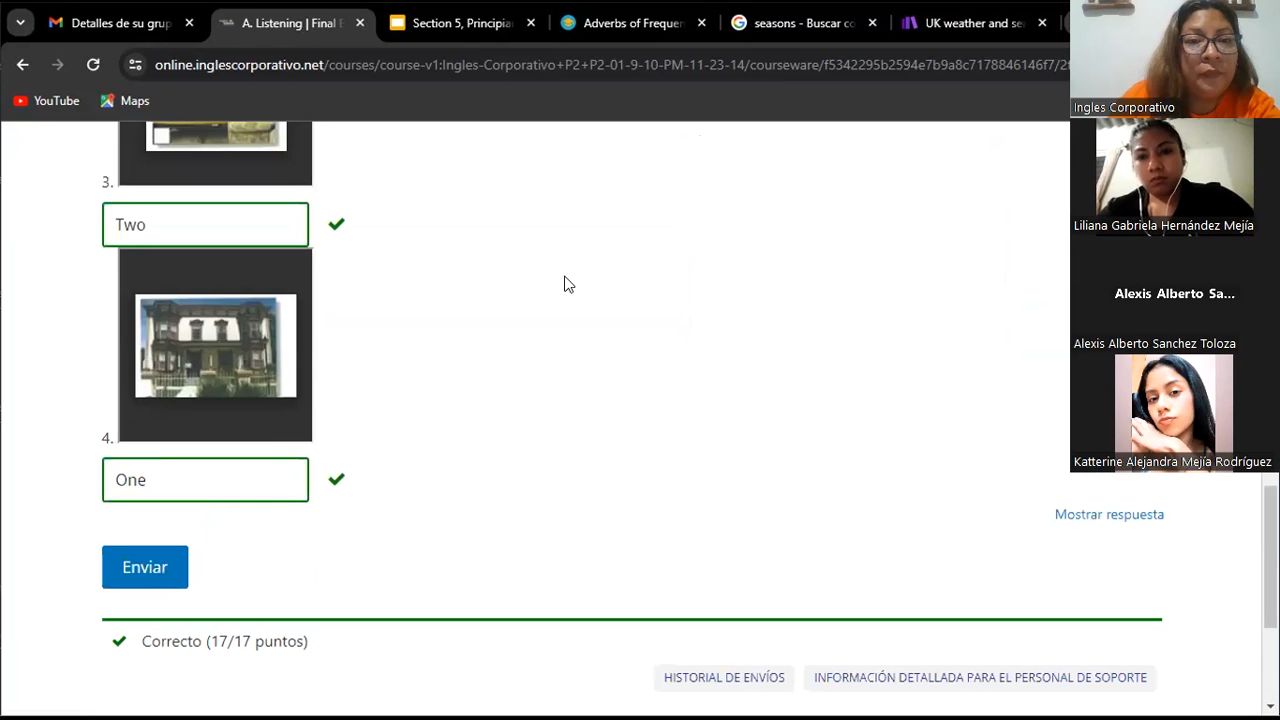 Detalles de su grup
A. Listening | Final E
Section 5, Principian
Adverbs of Frequen
seasons - Buscar co
UK weather and se
online.inglescorporativo.net/courses/course-v1:Ingles-Corporativo+P2+P2-01-9-10-PM-11-23-14/courseware/f5342295b2594e7b9a8c7178846146f7/2
YouTube
Maps
Ingles Corporativo
3.
Two
Liliana Gabriela Hernández Mejía
Alexis Alberto Sa...
Alexis Alberto Sanchez Toloza
4.
Katterine Alejandra Mejía Rodríguez
One
Mostrar respuesta
Enviar
Correcto (17/17 puntos)
HISTORIAL DE ENVÍOS
INFORMACIÓN DETALLADA PARA EL PERSONAL DE SOPORTE